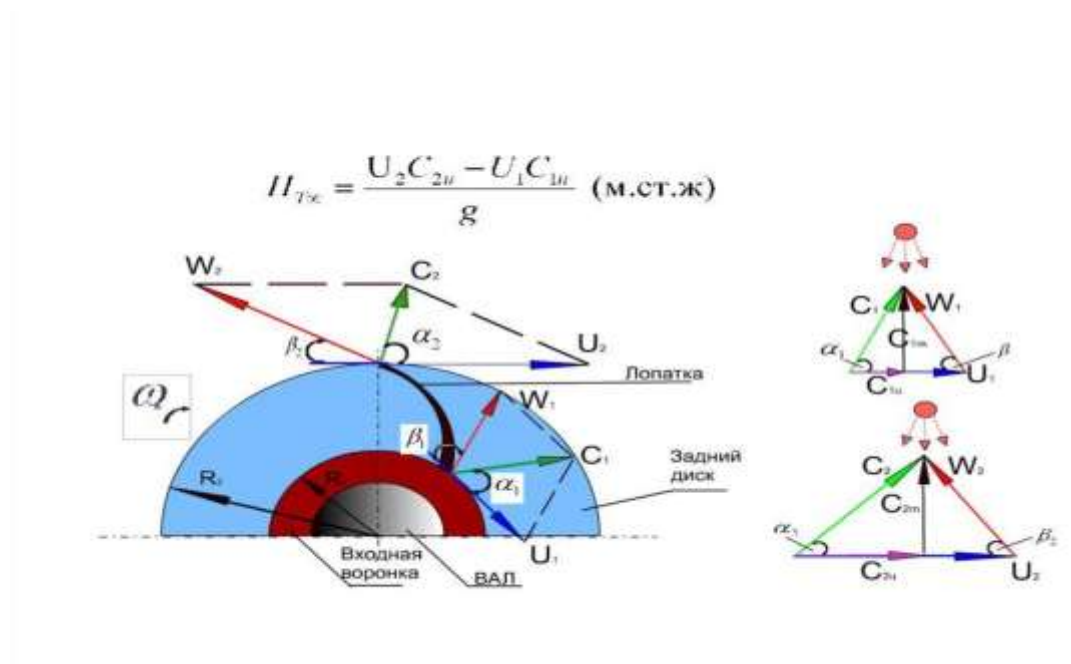 H_T∞ = (U₂C₂ᵤ – U₁C₁ᵤ) / g (м.ст.ж)
W₂
C₂
β₂
α₂
U₂
Лопатка
ω
W₁
β₁
C₁
α₁
Задний
диск
R₂
R₁
U₁
Входная
воронка
ВАЛ
C₁
W₁
C₁ₘ
α₁
β
U₁
C₁ᵤ
C₂
W₂
C₂ₘ
α₂
β₂
C₂ᵤ
U₂